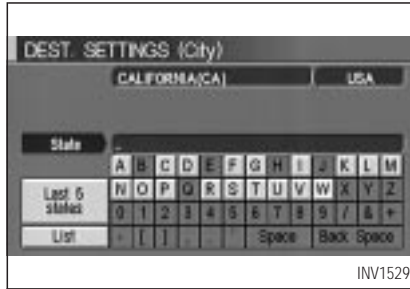 DEST. SETTINGS (City)
CALIFORNIA(CA) USA
State _
A B C D E F G H I J K L M
Last 5 states
N O P Q R S T U V W X Y Z
0 1 2 3 4 5 6 7 8 9 / & +
List - [ ] . , ' Space Back Space
INV1529